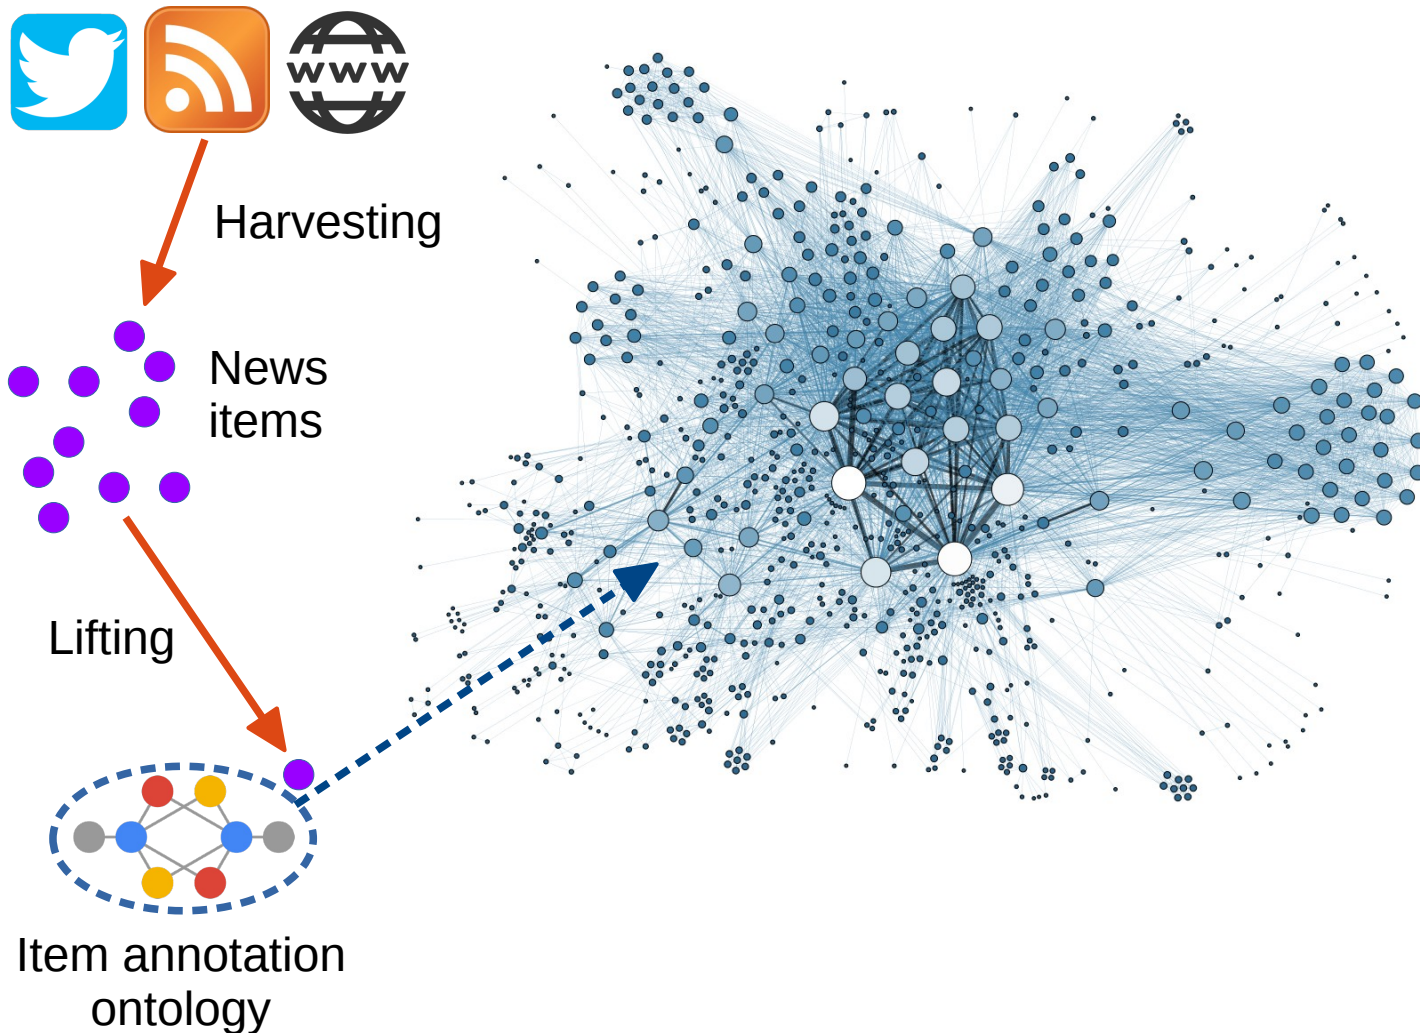 WWW
Harvesting
News
items
Lifting
Item annotation
ontology